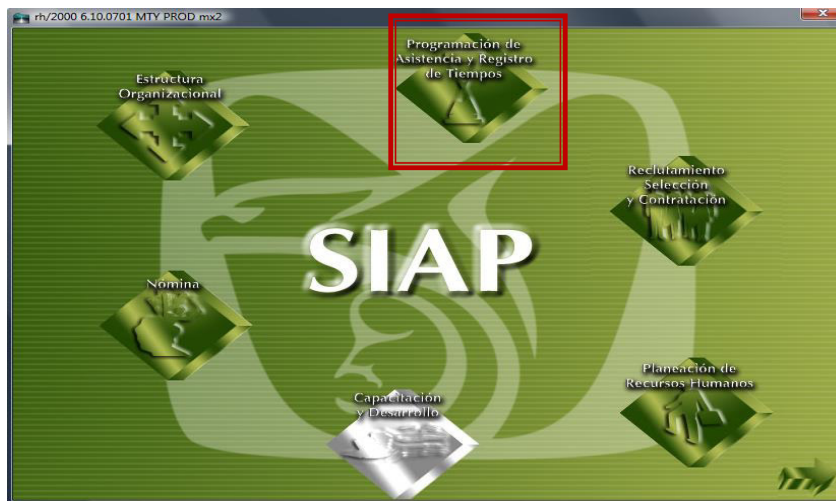 rh/2000 6.10.0701 MTY PROD mx2
Programación de
Asistencia y Registro
de Tiempos
Estructura
Organizacional
Reclutamiento
Selección
y Contratación
SIAP
Nómina
Planeación de
Recursos Humanos
Capacitación
y Desarrollo